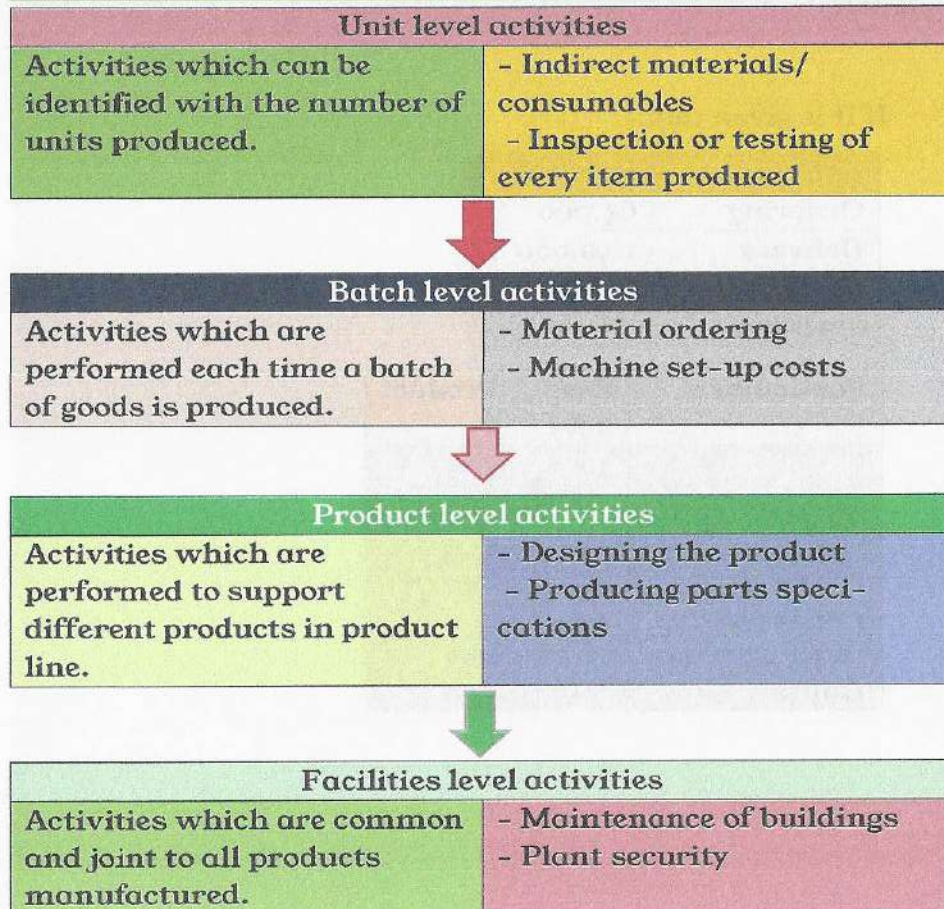 Unit level activities
Activities which can be
identified with the number of
units produced.
- Indirect materials/
consumables
- Inspection or testing of
every item produced
Batch level activities
Activities which are
performed each time a batch
of goods is produced.
- Material ordering
- Machine set-up costs
Product level activities
Activities which are
performed to support
different products in product
line.
- Designing the product
- Producing parts speci-
cations
Facilities level activities
Activities which are common
and joint to all products
manufactured.
- Maintenance of buildings
- Plant security